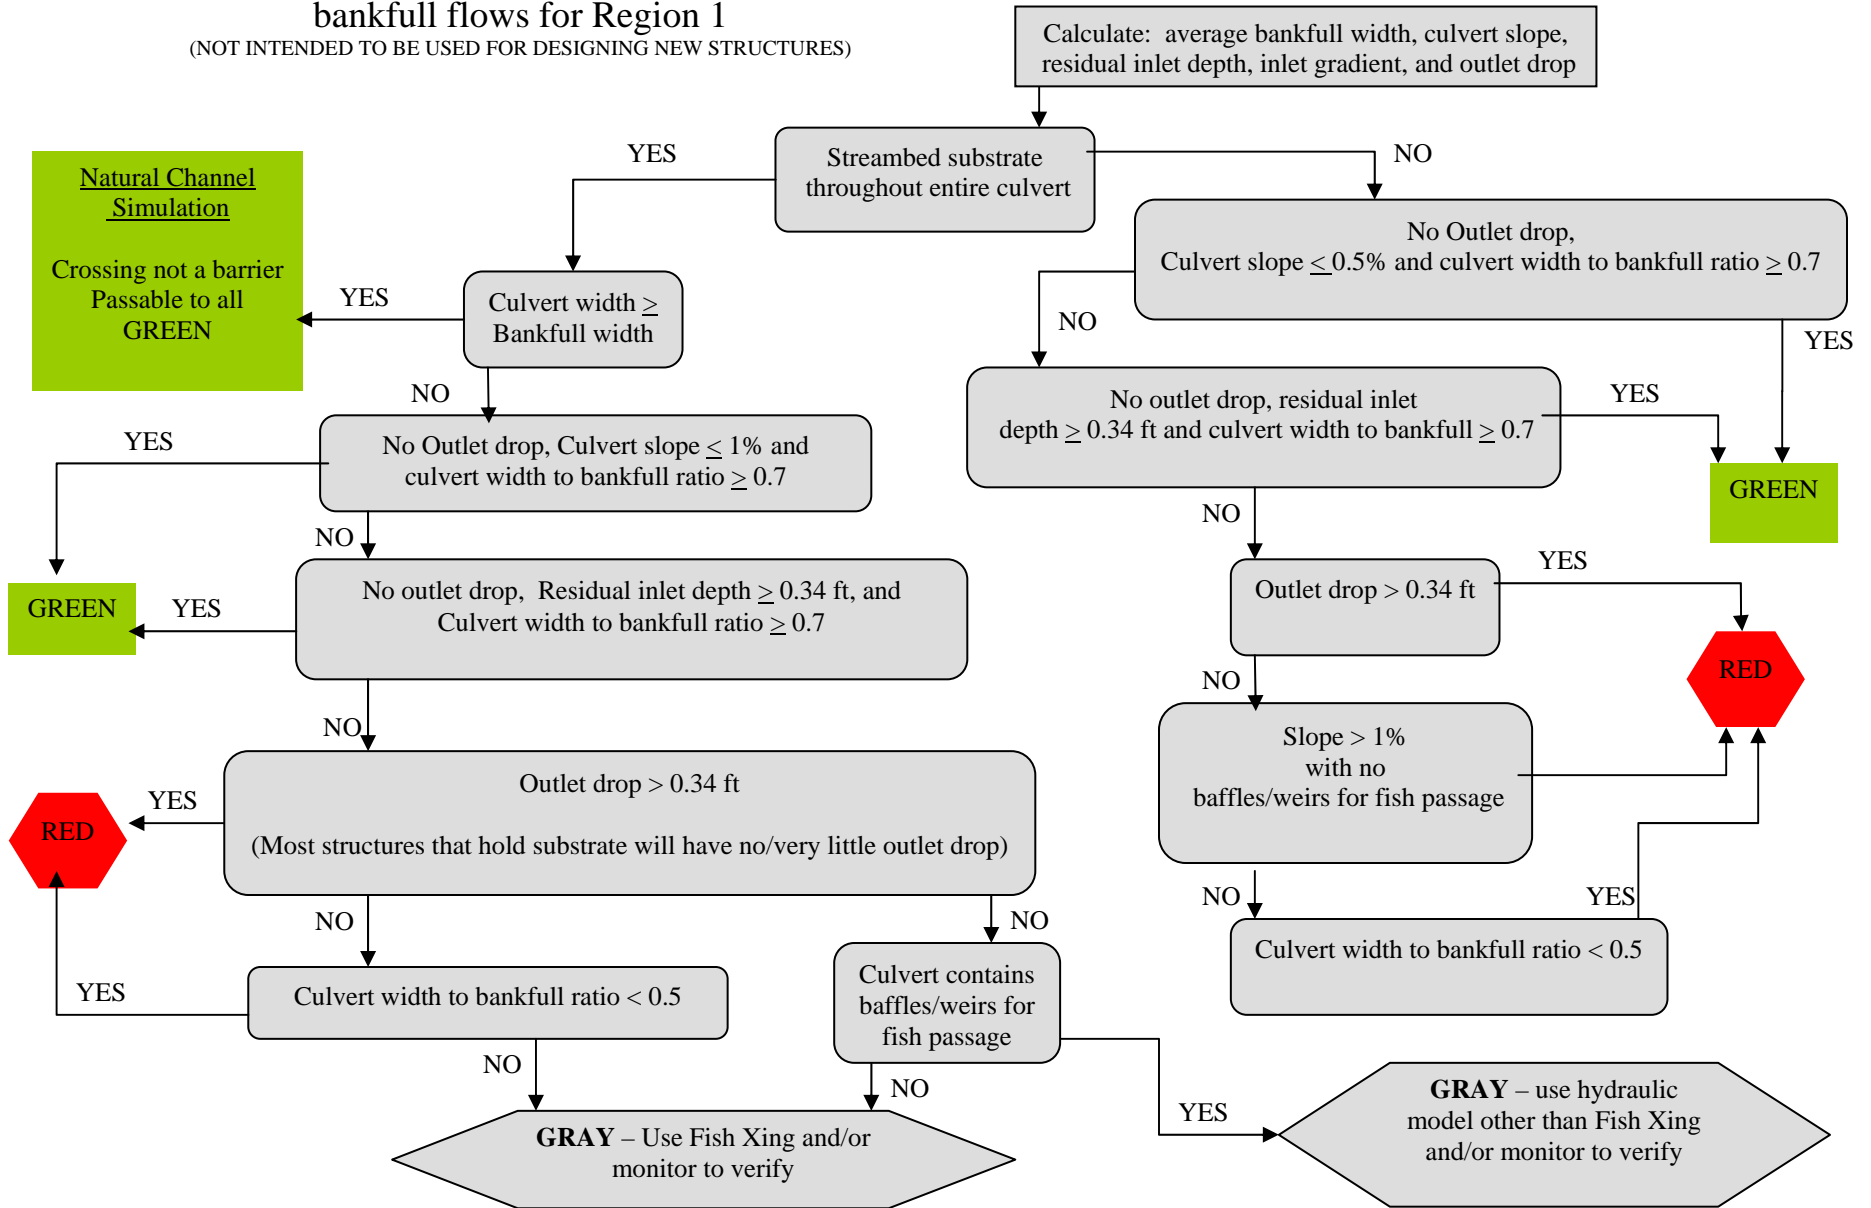 bankfull flows for Region 1
(NOT INTENDED TO BE USED FOR DESIGNING NEW STRUCTURES)
Calculate: average bankfull width, culvert slope,
residual inlet depth, inlet gradient, and outlet drop
YES
Streambed substrate
throughout entire culvert
NO
Natural Channel
Simulation
Crossing not a barrier
Passable to all
GREEN
YES
Culvert width ≥
Bankfull width
No Outlet drop,
Culvert slope ≤ 0.5% and culvert width to bankfull ratio ≥ 0.7
NO
YES
NO
No outlet drop, residual inlet
depth ≥ 0.34 ft and culvert width to bankfull ≥ 0.7
YES
GREEN
YES
No Outlet drop, Culvert slope ≤ 1% and
culvert width to bankfull ratio ≥ 0.7
NO
NO
GREEN
YES
No outlet drop, Residual inlet depth ≥ 0.34 ft, and
Culvert width to bankfull ratio ≥ 0.7
Outlet drop > 0.34 ft
YES
RED
NO
NO
Slope > 1%
with no
baffles/weirs for fish passage
RED
YES
Outlet drop > 0.34 ft
(Most structures that hold substrate will have no/very little outlet drop)
NO
YES
Culvert width to bankfull ratio < 0.5
NO
NO
YES
Culvert width to bankfull ratio < 0.5
Culvert contains
baffles/weirs for
fish passage
NO
NO
YES
GRAY – Use Fish Xing and/or
monitor to verify
GRAY – use hydraulic
model other than Fish Xing
and/or monitor to verify